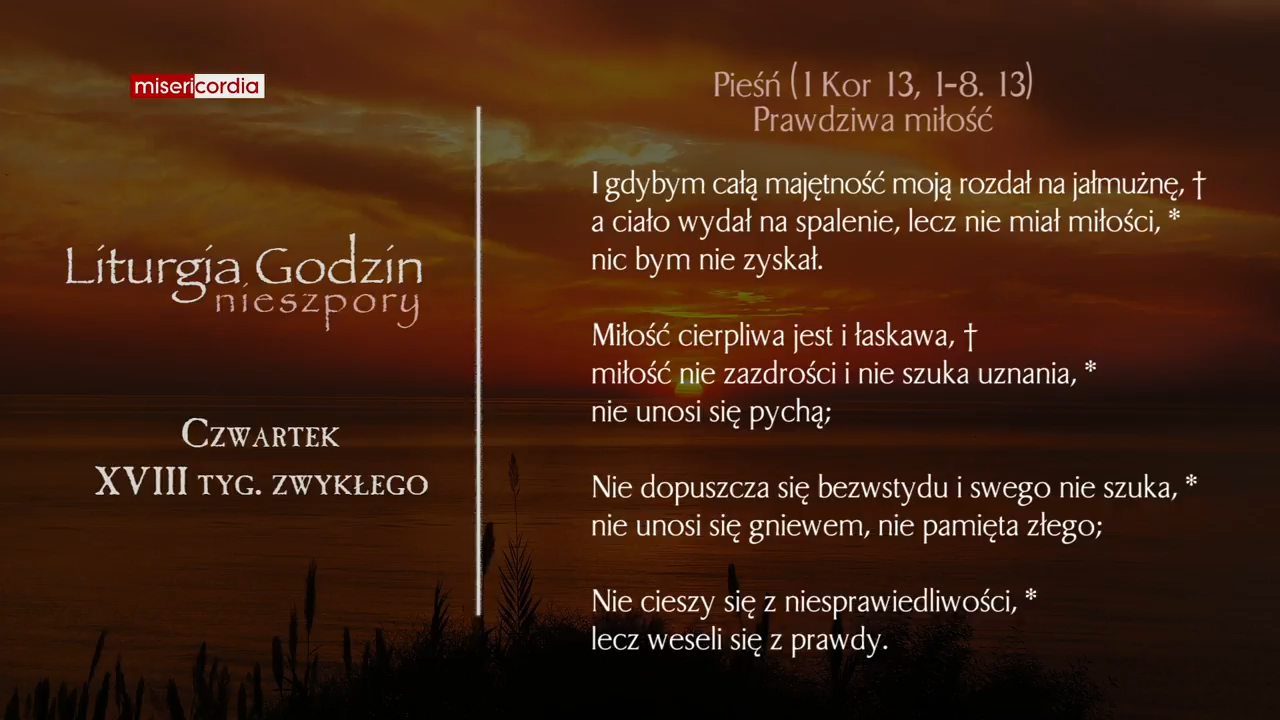 misericordia
Liturgia Godzin
nieszpory
Czwartek
XVIII tyg. zwykłego
Pieśń (1 Kor 13, 1-8. 13)
Prawdziwa miłość
I gdybym całą majętność moją rozdał na jałmużnę, †
a ciało wydał na spalenie, lecz nie miał miłości, *
nic bym nie zyskał.
Miłość cierpliwa jest i łaskawa, †
miłość nie zazdrości i nie szuka uznania, *
nie unosi się pychą;
Nie dopuszcza się bezwstydu i swego nie szuka, *
nie unosi się gniewem, nie pamięta złego;
Nie cieszy się z niesprawiedliwości, *
lecz weseli się z prawdy.